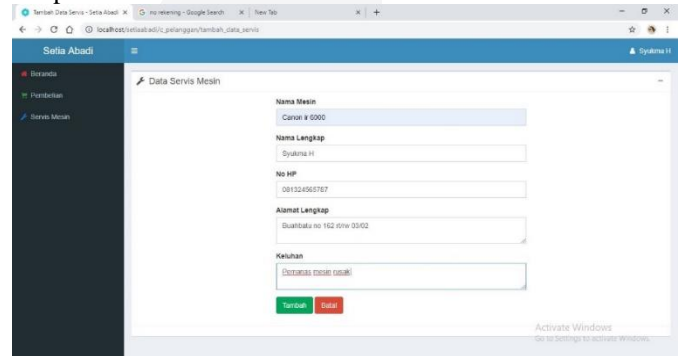 Tambah Data Servis - Setia Abadi
no rekening - Google Search
New Tab
localhost/setiaabadi/c_pelanggan/tambah_data_servis
Setia Abadi
Syukma H
Beranda
Pembelian
Servis Mesin
Data Servis Mesin
Nama Mesin
Canon ir 6000
Nama Lengkap
Syukma H
No HP
081324565787
Alamat Lengkap
Buahbatu no 162 rt/rw 03/02
Keluhan
Pemanas mesin rusak
Tambah Batal
Activate Windows
Go to Settings to activate Windows.